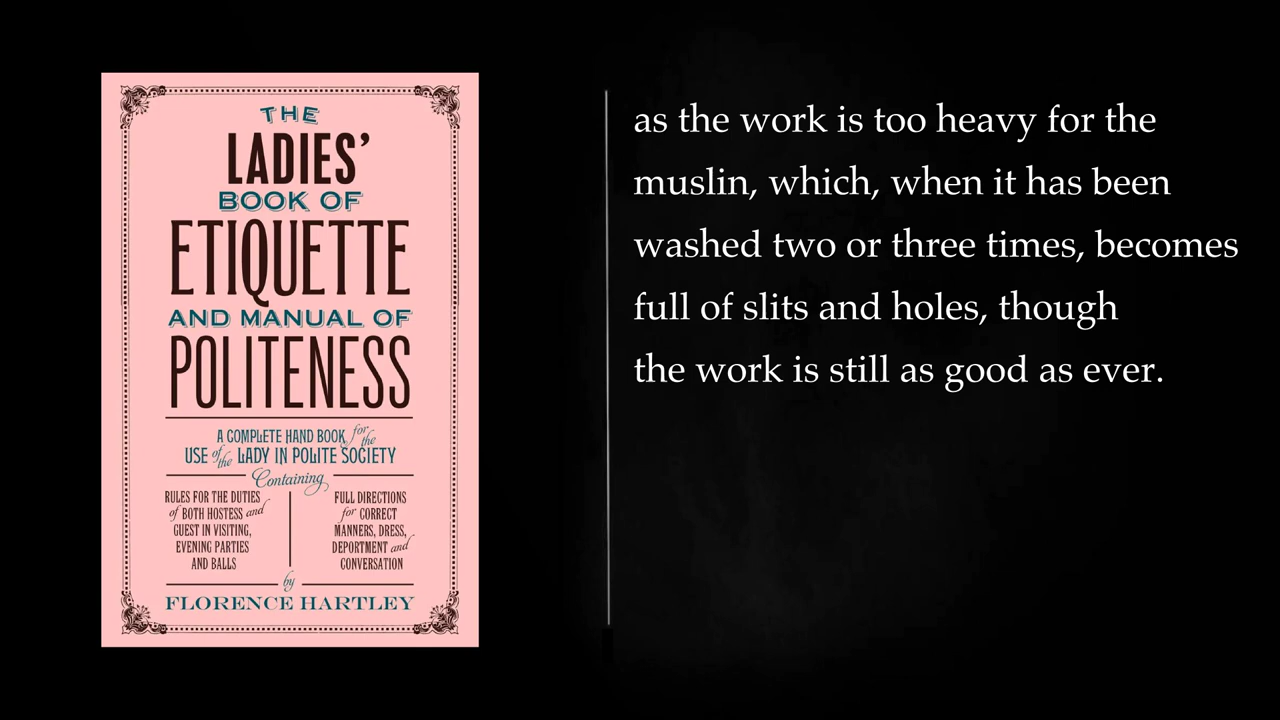 THE
LADIES'
BOOK OF
ETIQUETTE
AND MANUAL OF
POLITENESS
A COMPLETE HAND BOOK for the
USE of the LADY IN POLITE SOCIETY
Containing
RULES FOR THE DUTIES
of BOTH HOSTESS and
GUEST IN VISITING,
EVENING PARTIES
AND BALLS
FULL DIRECTIONS
for CORRECT
MANNERS, DRESS,
DEPORTMENT and
CONVERSATION
by
FLORENCE HARTLEY
as the work is too heavy for the
muslin, which, when it has been
washed two or three times, becomes
full of slits and holes, though
the work is still as good as ever.